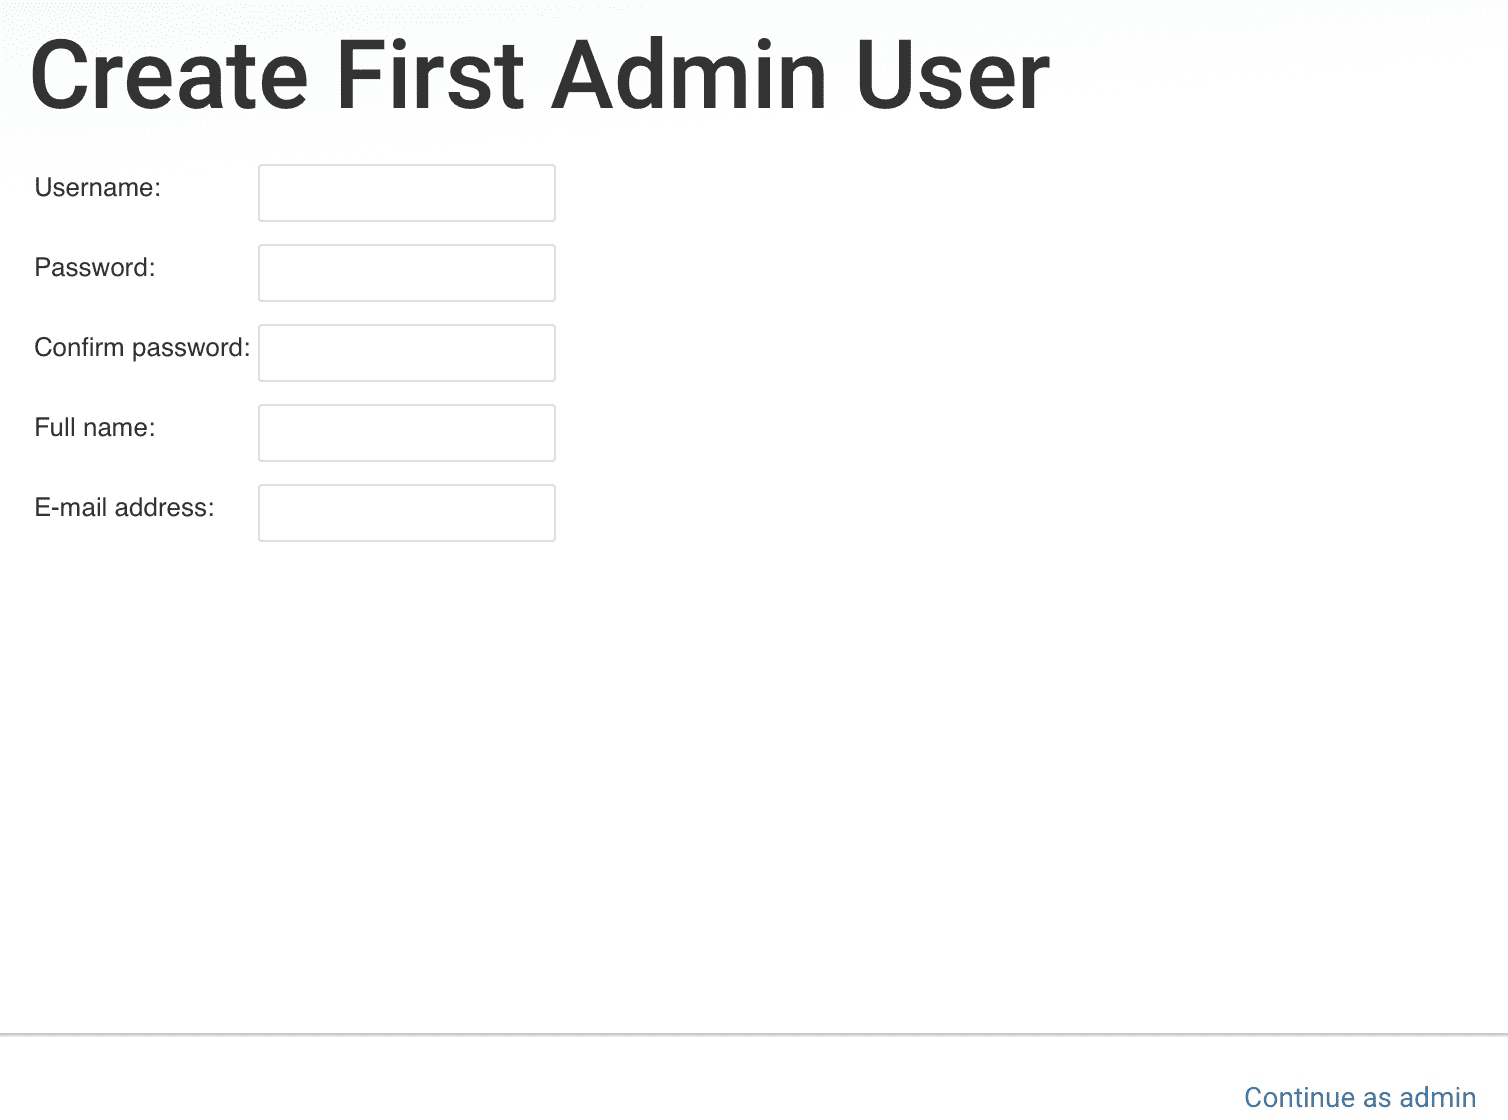 Create First Admin User
Username:
Password:
Confirm password:
Full name:
E-mail address:
Continue as admin